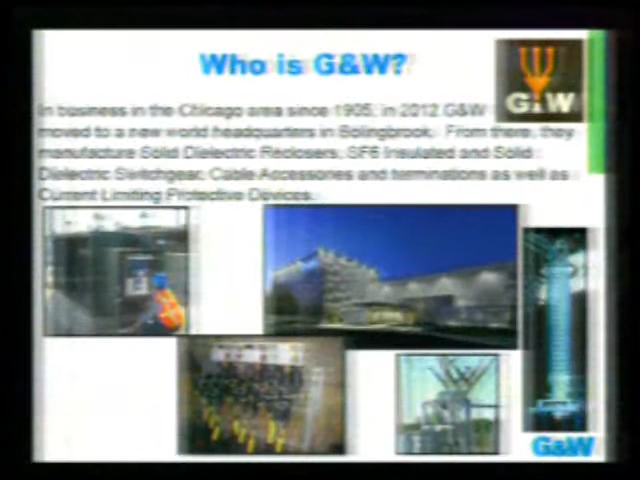 Who is G&W?
G&W
In business in the Chicago area since 1905, in 2012 G&W
moved to a new world headquarters in Bolingbrook. From there, they
manufacture Solid Dielectric Reclosers, SF6 Insulated and Solid
Dielectric Switchgear, Cable Accessories and terminations as well as
Current Limiting Protective Devices.
G&W